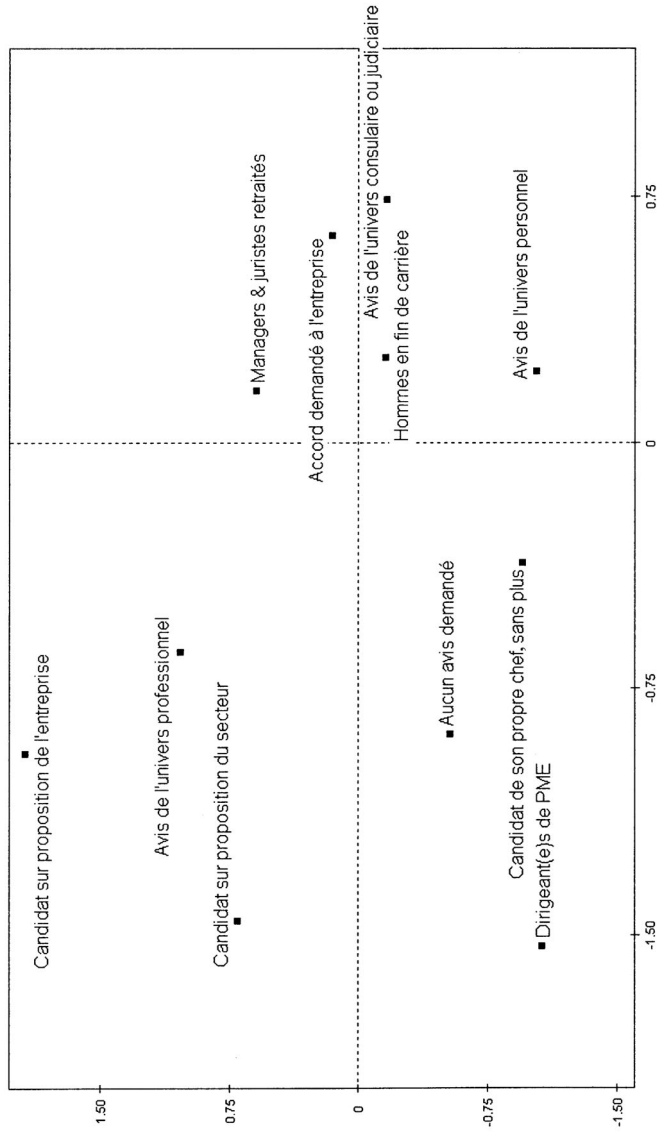 Candidat sur proposition de l'entreprise
Avis de l'univers professionnel
Candidat sur proposition du secteur
Managers & juristes retraités
Accord demandé à l'entreprise
Avis de l'univers consulaire ou judiciaire
Hommes en fin de carrière
Avis de l'univers personnel
Aucun avis demandé
Candidat de son propre chef, sans plus
Dirigeant(e)s de PME
1.50
0.75
0
-0.75
-1.50
-1.50
-0.75
0
0.75